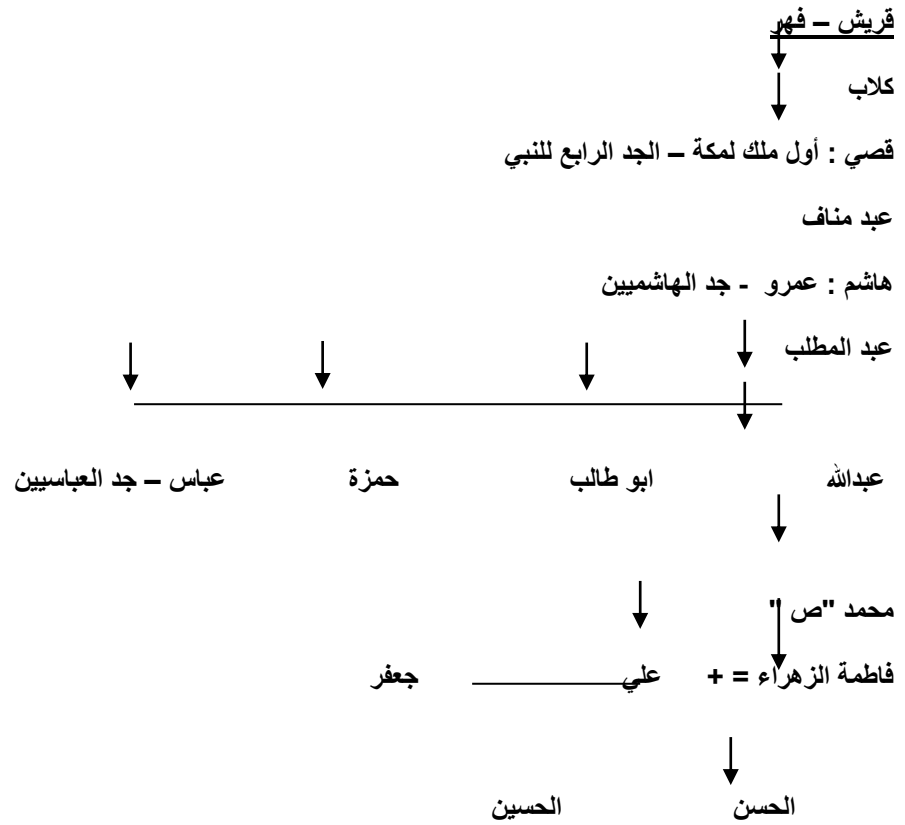 قريش – فهر
كلاب
قصي : أول ملك لمكة – الجد الرابع للنبي
عبد مناف
هاشم : عمرو - جد الهاشميين
عبد المطلب
عبدالله ابو طالب حمزة عباس – جد العباسيين
محمد "ص "
فاطمة الزهراء = + علي جعفر
الحسن الحسين